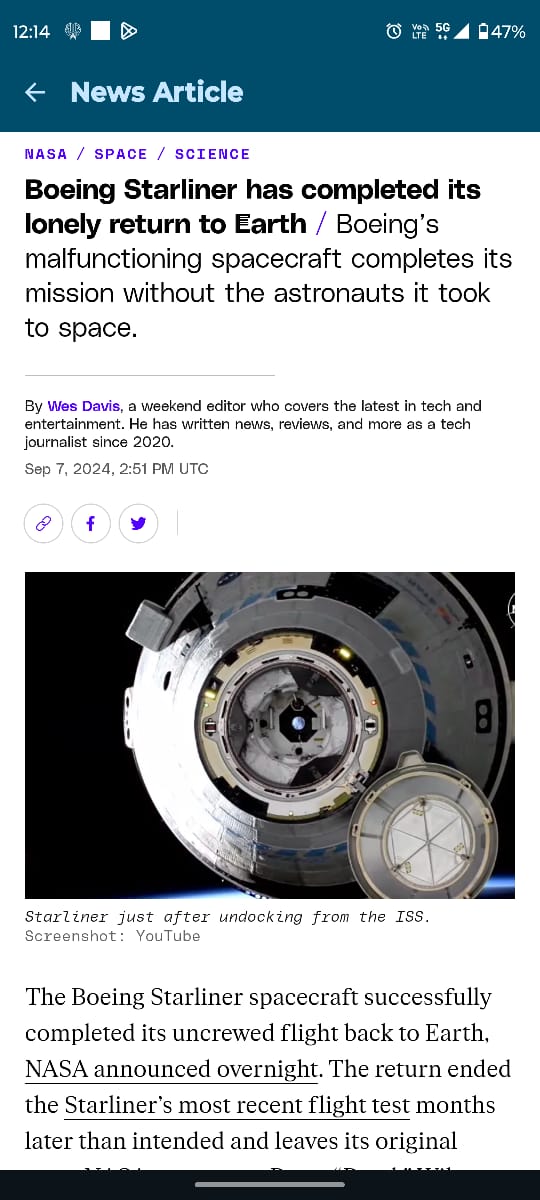 12:14
Vo LTE 5G 47%
News Article
NASA / SPACE / SCIENCE
Boeing Starliner has completed its
lonely return to Earth / Boeing’s
malfunctioning spacecraft completes its
mission without the astronauts it took
to space.
By Wes Davis, a weekend editor who covers the latest in tech and
entertainment. He has written news, reviews, and more as a tech
journalist since 2020.
Sep 7, 2024, 2:51 PM UTC
Starliner just after undocking from the ISS.
Screenshot: YouTube
The Boeing Starliner spacecraft successfully
completed its uncrewed flight back to Earth,
NASA announced overnight. The return ended
the Starliner’s most recent flight test months
later than intended and leaves its original